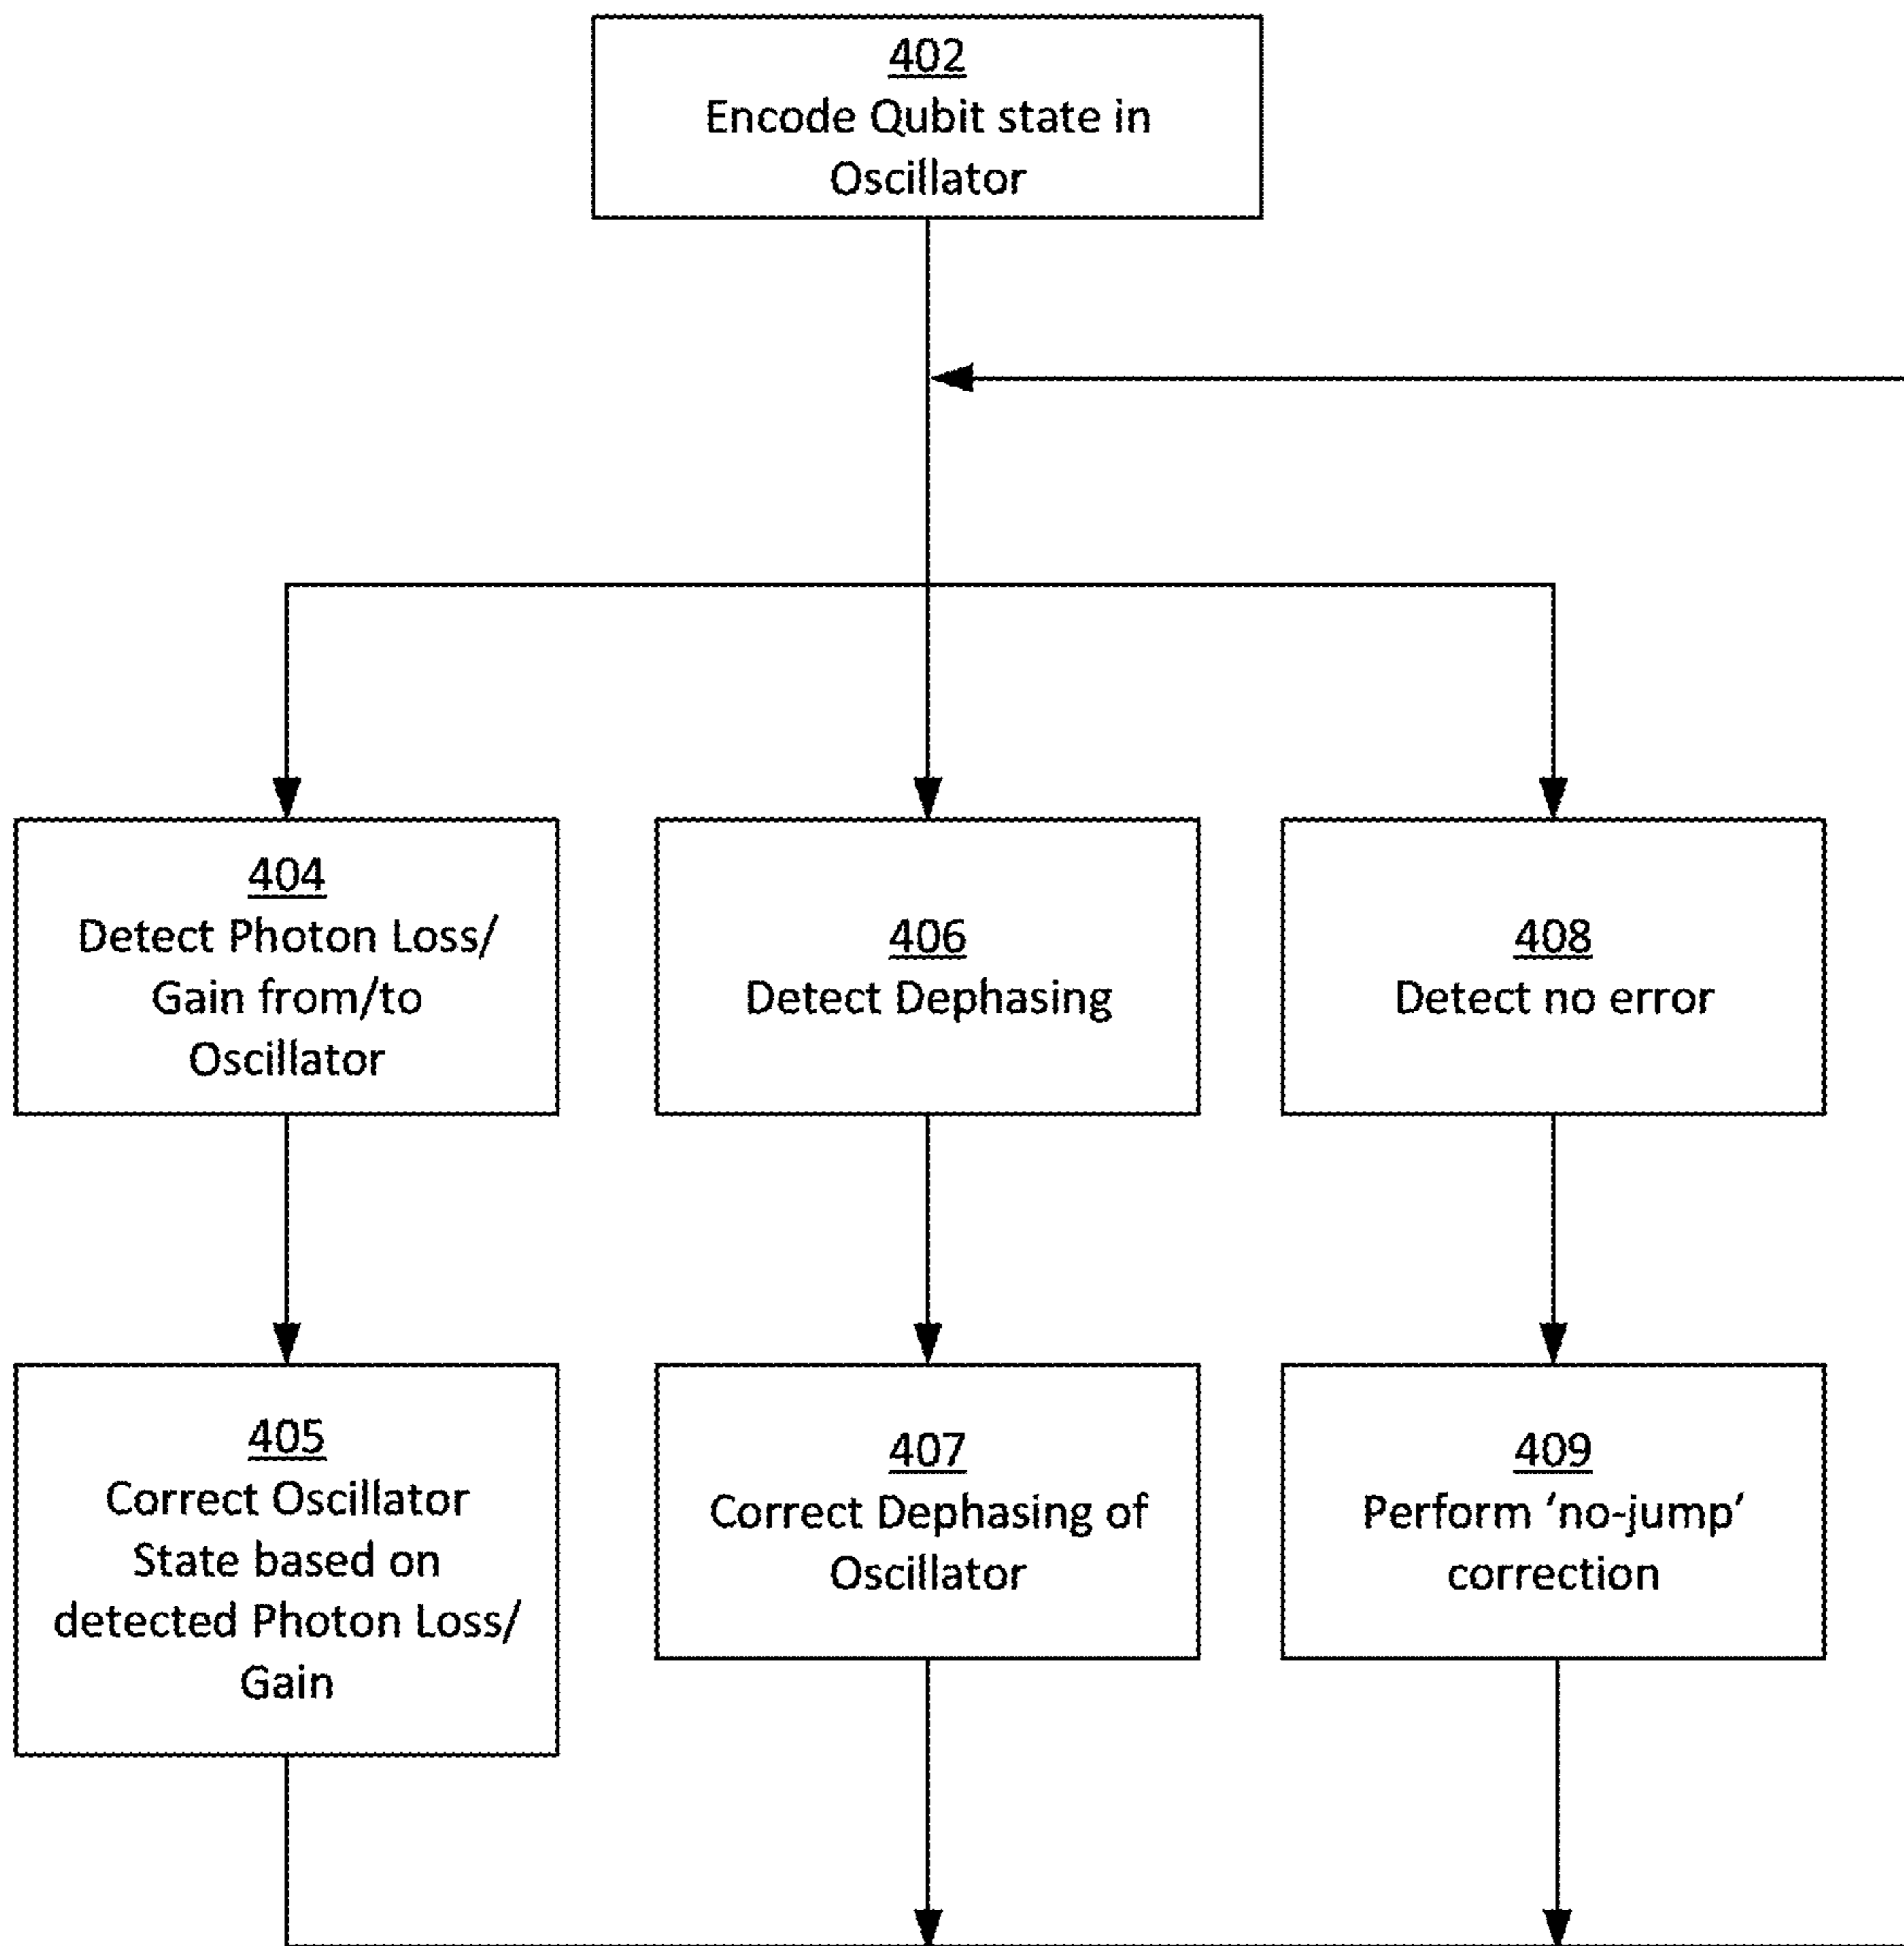 402
Encode Qubit state in
Oscillator
404
Detect Photon Loss/
Gain from/to
Oscillator
406
Detect Dephasing
408
Detect no error
405
Correct Oscillator
State based on
detected Photon Loss/
Gain
407
Correct Dephasing of
Oscillator
409
Perform ‘no-jump‘
correction